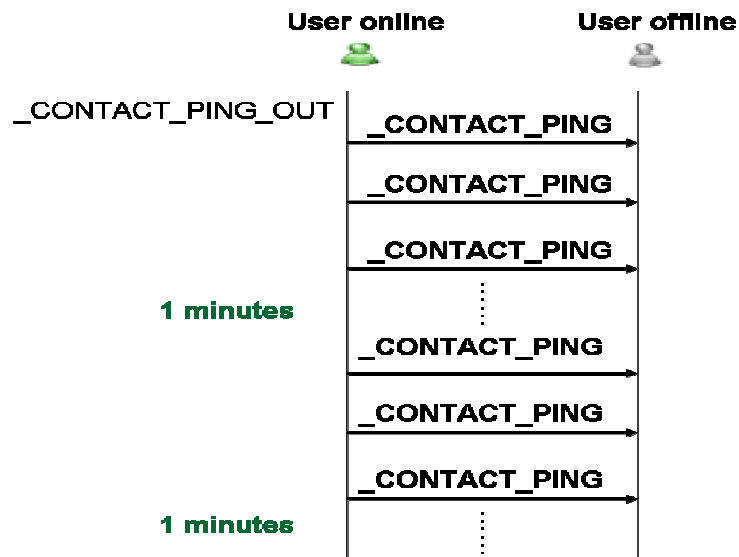 User online
User offline
_CONTACT_PING_OUT
_CONTACT_PING
_CONTACT_PING
_CONTACT_PING
1 minutes
_CONTACT_PING
_CONTACT_PING
_CONTACT_PING
1 minutes